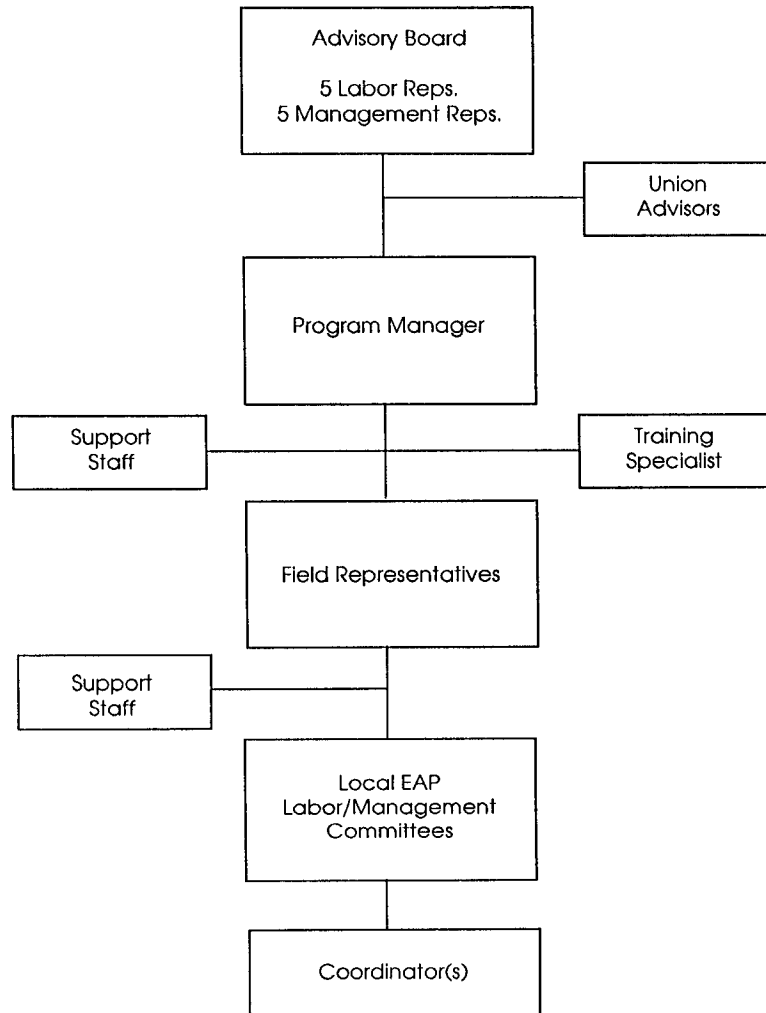 Advisory Board
5 Labor Reps.
5 Management Reps.
Union
Advisors
Program Manager
Support
Staff
Training
Specialist
Field Representatives
Support
Staff
Local EAP
Labor/Management
Committees
Coordinator(s)